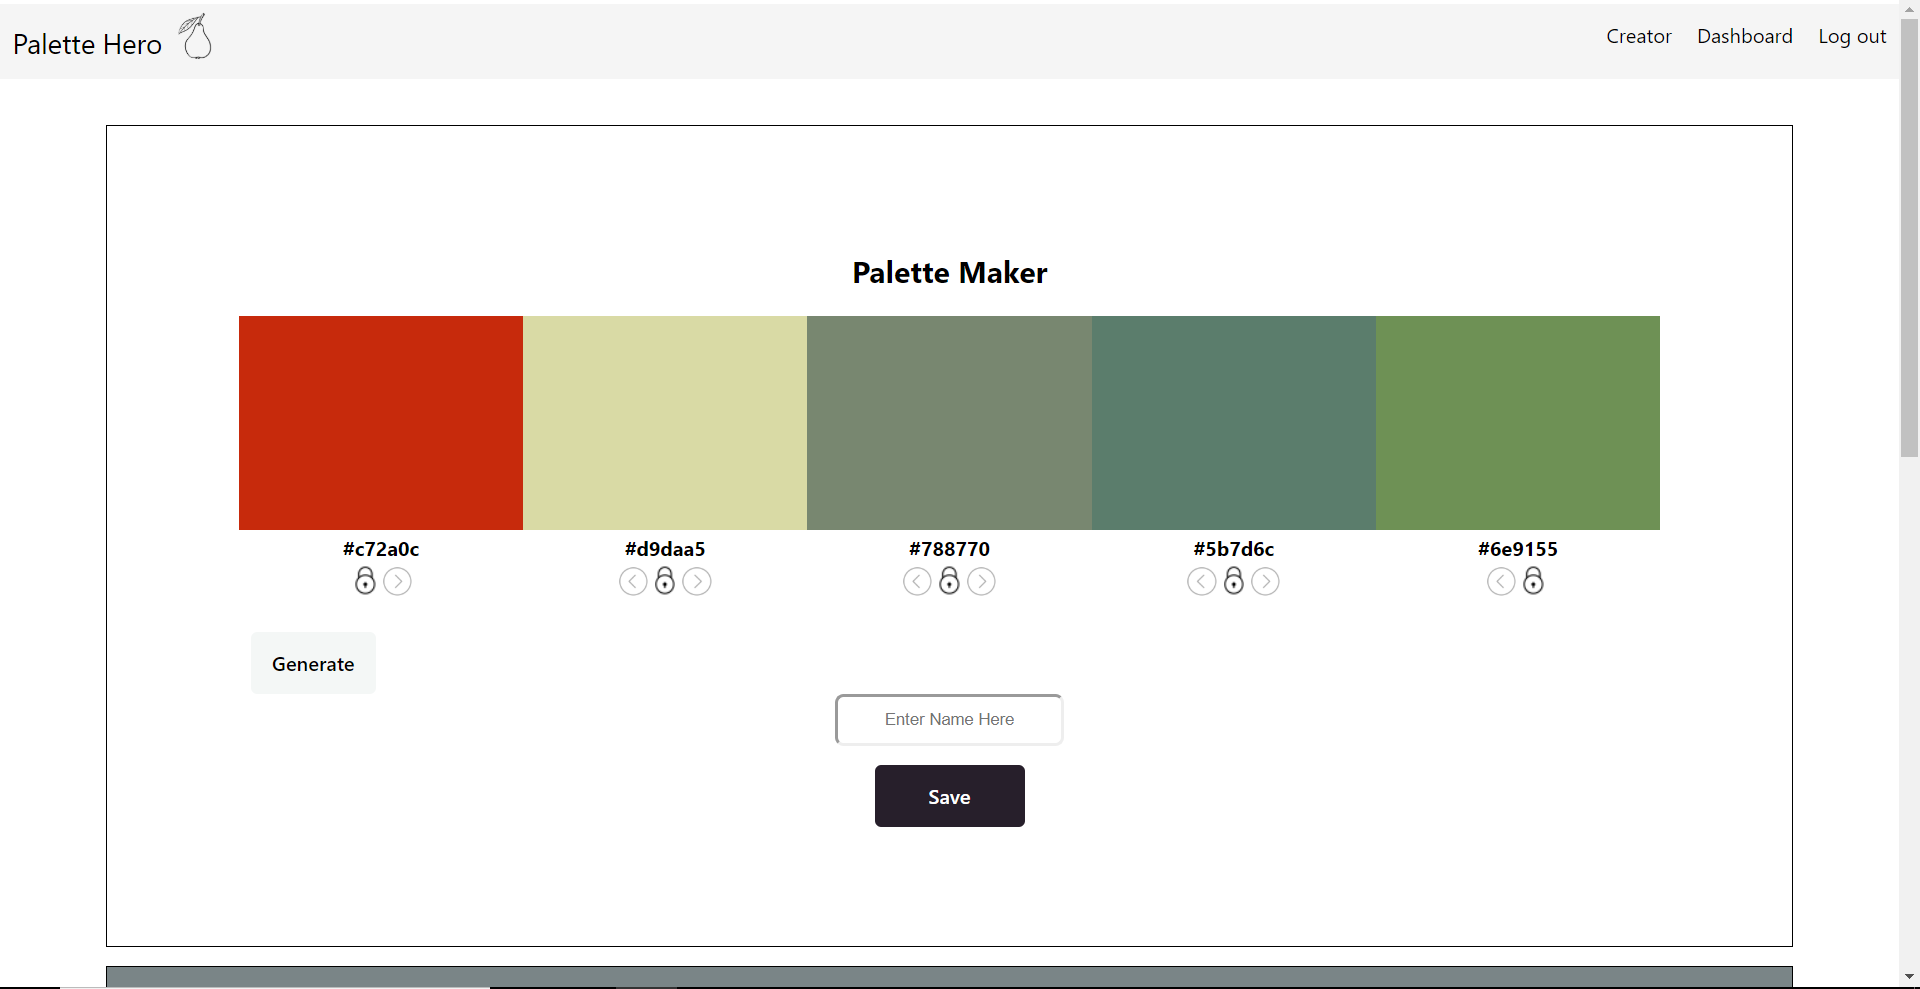 Palette Hero
Creator Dashboard Log out
Palette Maker
#c72a0c #d9daa5 #788770 #5b7d6c #6e9155
Generate
Enter Name Here
Save